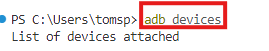 PS C:\Users\tomsp> adb devices
List of devices attached